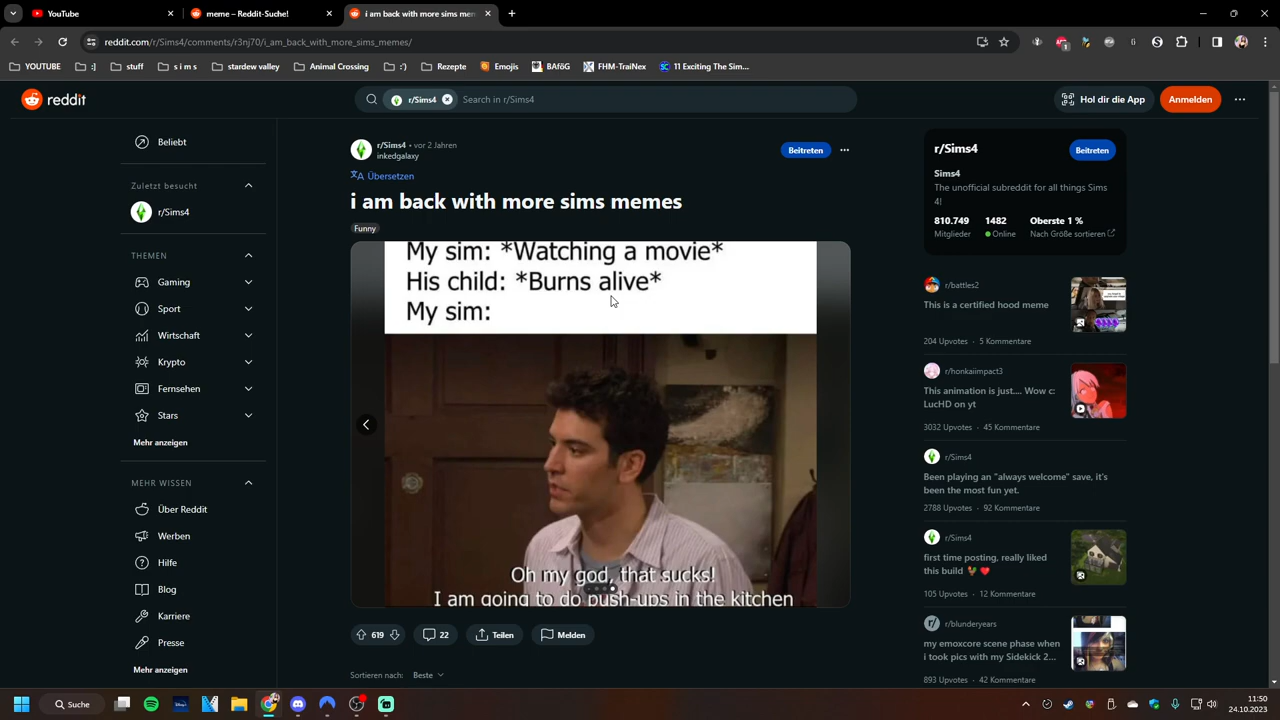 YouTube
meme – Reddit-Suche!
i am back with more sims mem
reddit.com/r/Sims4/comments/r3nj70/i_am_back_with_more_sims_memes/
YOUTUBE
:)
stuff
s i m s
stardew valley
Animal Crossing
:')
Rezepte
Emojis
BAföG
FHM-TraiNex
11 Exciting The Sim...
reddit
r/Sims4
Search in r/Sims4
Hol dir die App
Anmelden
Beliebt
Zuletzt besucht
r/Sims4
THEMEN
Gaming
Sport
Wirtschaft
Krypto
Fernsehen
Stars
Mehr anzeigen
MEHR WISSEN
Über Reddit
Werben
Hilfe
Blog
Karriere
Presse
Mehr anzeigen
r/Sims4 • vor 2 Jahren
inkedgalaxy
Beitreten
Übersetzen
i am back with more sims memes
Funny
My sim: *Watching a movie*
His child: *Burns alive*
My sim:
Oh my god, that sucks!
I am going to do push-ups in the kitchen
619
22
Teilen
Melden
Sortieren nach: Beste
r/Sims4
Beitreten
Sims4
The unofficial subreddit for all things Sims
4!
810.749 1482 Oberste 1 %
Mitglieder Online Nach Größe sortieren
r/battles2
This is a certified hood meme
204 Upvotes · 5 Kommentare
r/honkaiimpact3
This animation is just.... Wow c:
LucHD on yt
3032 Upvotes · 45 Kommentare
r/Sims4
Been playing an "always welcome" save, it's
been the most fun yet.
2788 Upvotes · 92 Kommentare
r/Sims4
first time posting, really liked
this build 🐓❤️
105 Upvotes · 12 Kommentare
r/blunderyears
my emoxcore scene phase when
i took pics with my Sidekick 2...
893 Upvotes · 42 Kommentare
Suche
11:50
24.10.2023